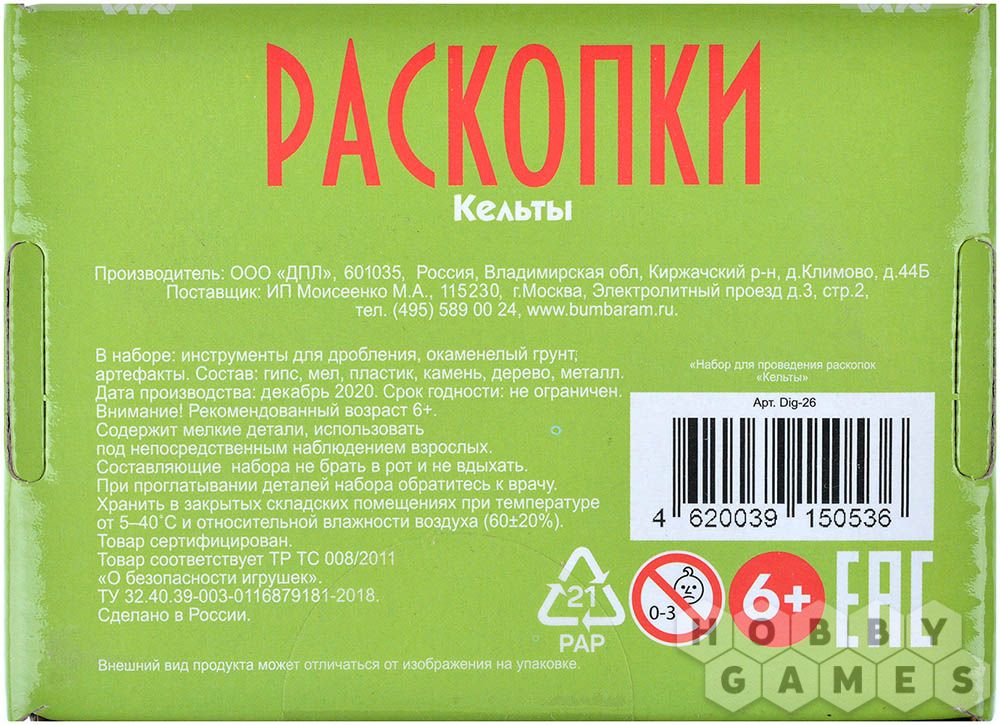 РАСКОПКИ
Кельты
Производитель: ООО «ДПЛ», 601035, Россия, Владимирская обл, Киржачский р-н, д.Климово, д.44Б
Поставщик: ИП Моисеенко М.А., 115230, г.Москва, Электролитный проезд д.3, стр.2,
тел. (495) 589 00 24, www.bumbaram.ru.
В наборе: инструменты для дробления, окаменелый грунт,
артефакты. Состав: гипс, мел, пластик, камень, дерево, металл.
Дата производства: декабрь 2020. Срок годности: не ограничен.
Внимание! Рекомендованный возраст 6+.
Содержит мелкие детали, использовать
под непосредственным наблюдением взрослых.
Составляющие набора не брать в рот и не вдыхать.
При проглатывании деталей набора обратитесь к врачу.
Хранить в закрытых складских помещениях при температуре
от 5–40˚С и относительной влажности воздуха (60±20%).
Товар сертифицирован.
Товар соответствует ТР ТС 008/2011
«О безопасности игрушек».
ТУ 32.40.39-003-0116879181-2018.
Сделано в России.
Внешний вид продукта может отличаться от изображения на упаковке.
«Набор для проведения раскопок
«Кельты»
Арт. Dig-26
4 620039 150536
21
PAP
0-3
6+
EAC
HOBBY
GAMES